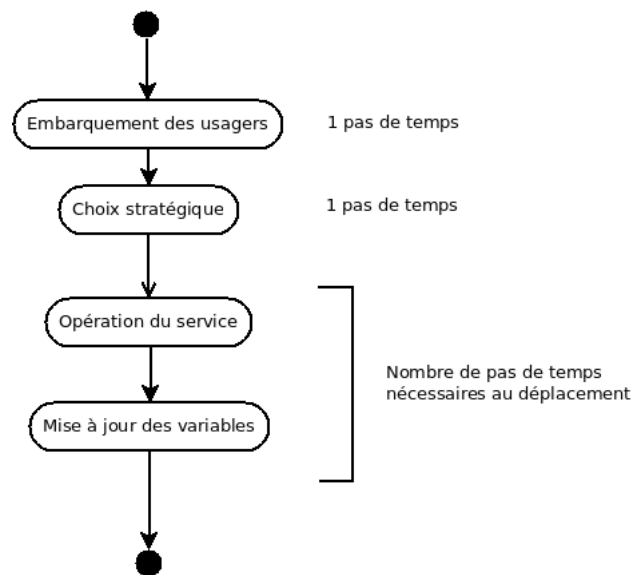 Embarquement des usagers
1 pas de temps
Choix stratégique
1 pas de temps
Opération du service
Nombre de pas de temps
nécessaires au déplacement
Mise à jour des variables